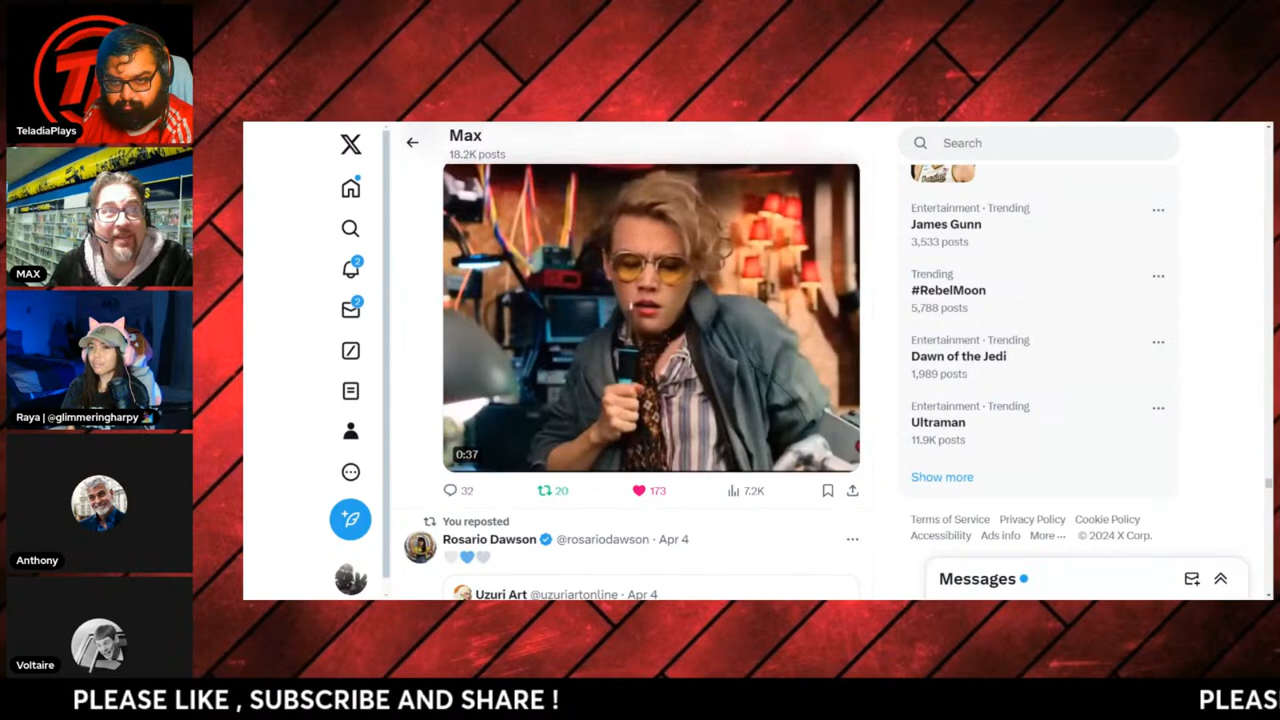 TeladiaPlays
MAX
Raya | @glimmeringharpy
Anthony
Voltaire
Max
18.2K posts
0:37
32
20
173
7.2K
You reposted
Rosario Dawson @rosariodawson · Apr 4
Uzuri Art @uzuriartonline · Apr 4
Search
Entertainment · Trending
James Gunn
3,533 posts
Trending
#RebelMoon
5,788 posts
Entertainment · Trending
Dawn of the Jedi
1,989 posts
Entertainment · Trending
Ultraman
11.9K posts
Show more
Terms of Service Privacy Policy Cookie Policy
Accessibility Ads info More ··· © 2024 X Corp.
Messages
2
2
PLEASE LIKE , SUBSCRIBE AND SHARE !
PLEAS